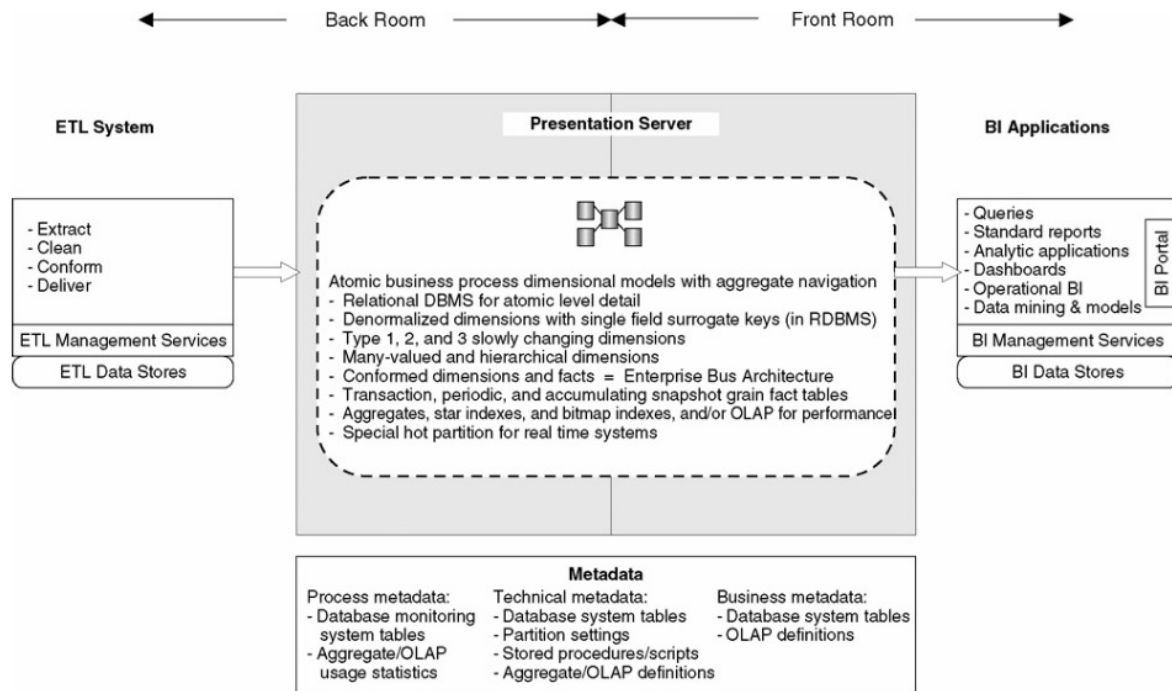 Back Room
Front Room
ETL System
- Extract
- Clean
- Conform
- Deliver
ETL Management Services
ETL Data Stores
Presentation Server
Atomic business process dimensional models with aggregate navigation
- Relational DBMS for atomic level detail
- Denormalized dimensions with single field surrogate keys (in RDBMS)
- Type 1, 2, and 3 slowly changing dimensions
- Many-valued and hierarchical dimensions
- Conformed dimensions and facts = Enterprise Bus Architecture
- Transaction, periodic, and accumulating snapshot grain fact tables
- Aggregates, star indexes, and bitmap indexes, and/or OLAP for performance
- Special hot partition for real time systems
BI Applications
- Queries
- Standard reports
- Analytic applications
- Dashboards
- Operational BI
- Data mining & models
BI Portal
BI Management Services
BI Data Stores
Metadata
Process metadata:
- Database monitoring
system tables
- Aggregate/OLAP
usage statistics
Technical metadata:
- Database system tables
- Partition settings
- Stored procedures/scripts
- Aggregate/OLAP definitions
Business metadata:
- Database system tables
- OLAP definitions